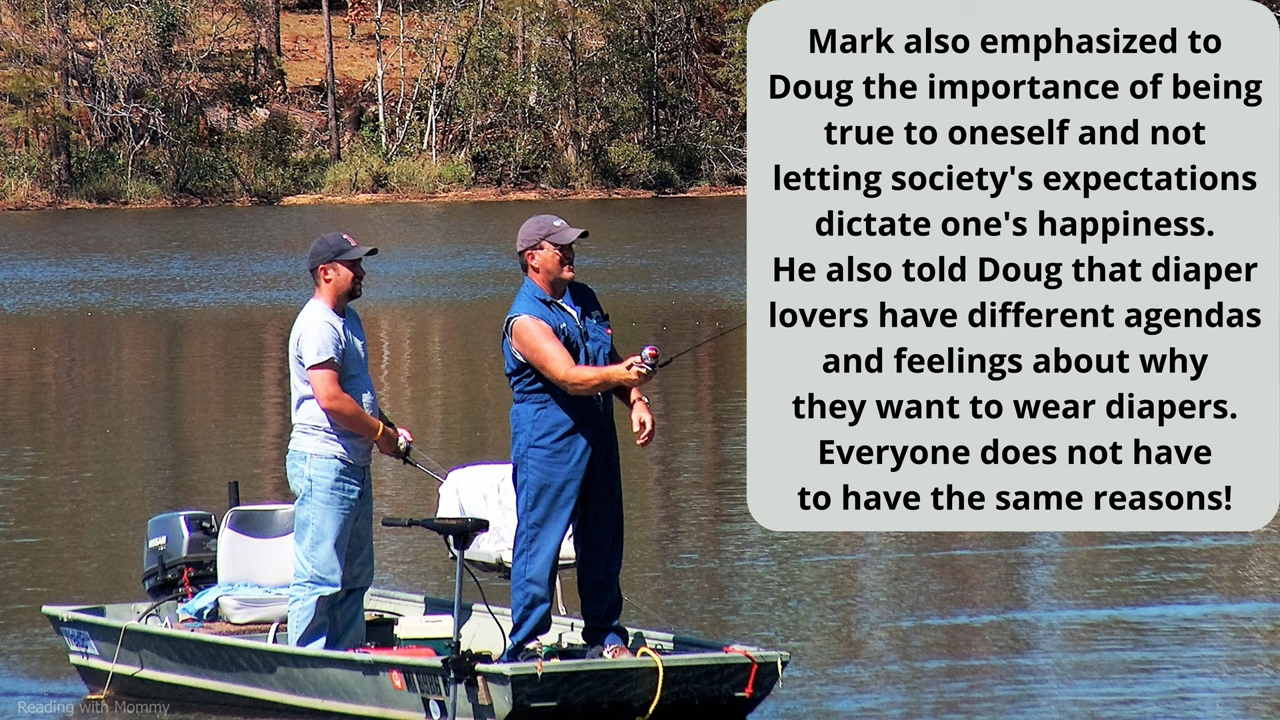 Mark also emphasized to
Doug the importance of being
true to oneself and not
letting society's expectations
dictate one's happiness.
He also told Doug that diaper
lovers have different agendas
and feelings about why
they want to wear diapers.
Everyone does not have
to have the same reasons!
NISSAN
Reading with Mommy